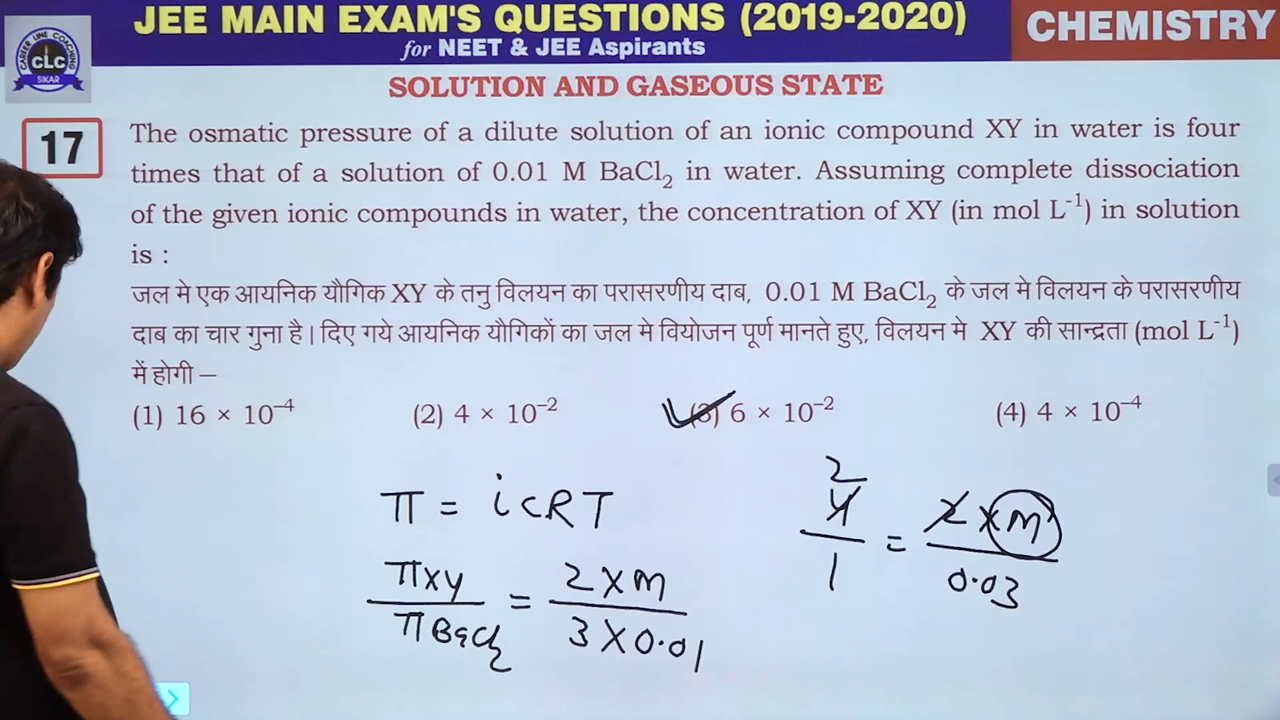 JEE MAIN EXAM'S QUESTIONS (2019-2020)
for NEET & JEE Aspirants
CHEMISTRY
CAREER LINE COACHING
CLC
SIKAR
SOLUTION AND GASEOUS STATE
17
The osmatic pressure of a dilute solution of an ionic compound XY in water is four
times that of a solution of 0.01 M BaCl₂ in water. Assuming complete dissociation
of the given ionic compounds in water, the concentration of XY (in mol L⁻¹) in solution
is :
जल मे एक आयनिक यौगिक XY के तनु विलयन का परासरणीय दाब, 0.01 M BaCl₂ के जल मे विलयन के परासरणीय
दाब का चार गुना है। दिए गये आयनिक यौगिकों का जल मे वियोजन पूर्ण मानते हुए, विलयन मे XY की सान्द्रता (mol L⁻¹)
में होगी –
(1) 16 × 10⁻⁴ (2) 4 × 10⁻² (3) 6 × 10⁻² (4) 4 × 10⁻⁴
π = icRT
πxy / πBaCl₂ = 2 × m / 3 × 0.01
2
4 / 1 = 2 × m / 0.03